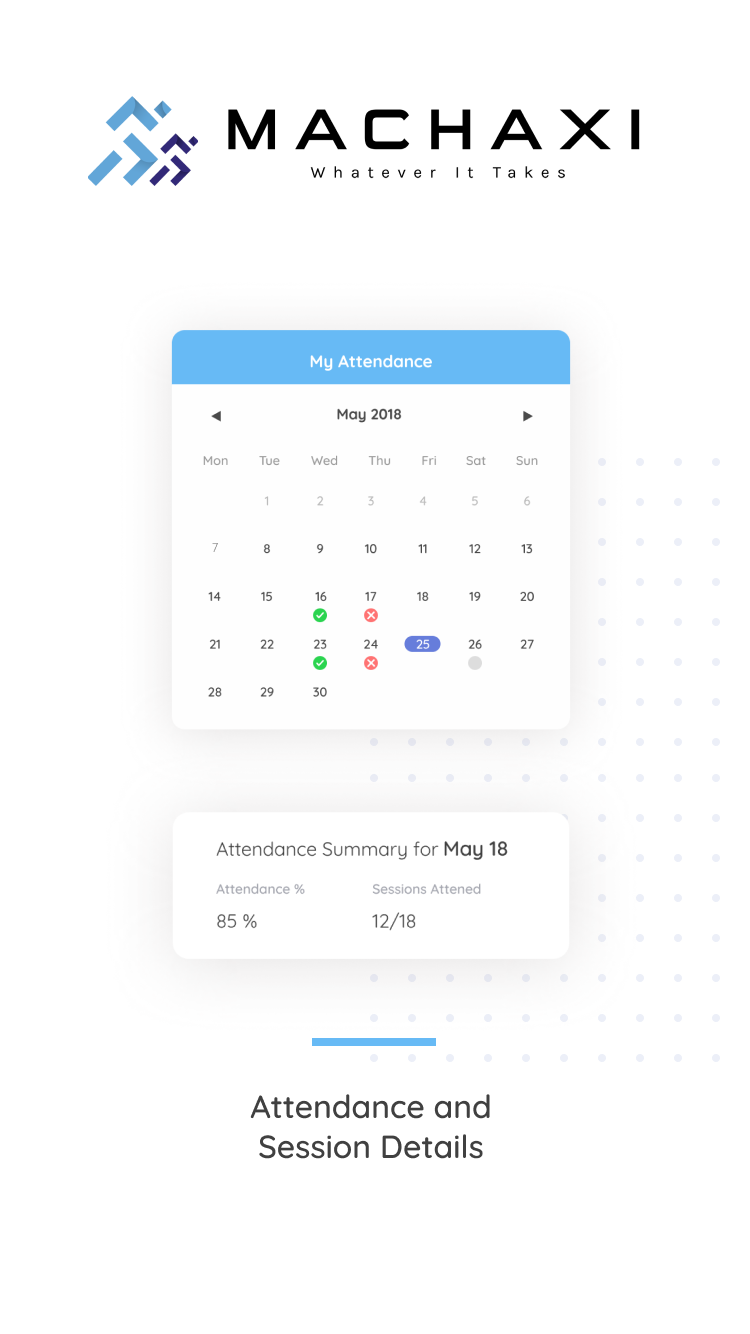 MACHAXI
Whatever It Takes
My Attendance
◀ May 2018 ▶
Mon Tue Wed Thu Fri Sat Sun
1 2 3 4 5 6
7 8 9 10 11 12 13
14 15 16 17 18 19 20
21 22 23 24 25 26 27
28 29 30
Attendance Summary for May 18
Attendance % Sessions Attened
85 % 12/18
Attendance and
Session Details